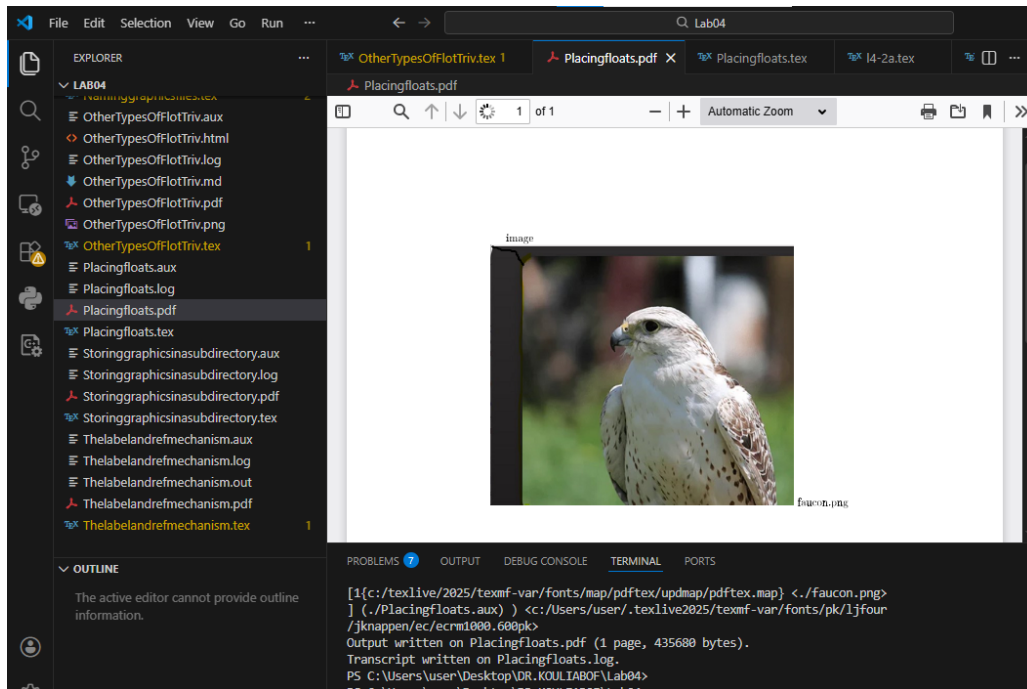 File Edit Selection View Go Run ··· ← → Lab04
EXPLORER ···
LAB04
Naminggraphicsfiles.tex 2
OtherTypesOfFlotTriv.aux
OtherTypesOfFlotTriv.html
OtherTypesOfFlotTriv.log
OtherTypesOfFlotTriv.md
OtherTypesOfFlotTriv.pdf
OtherTypesOfFlotTriv.png
OtherTypesOfFlotTriv.tex 1
Placingfloats.aux
Placingfloats.log
Placingfloats.pdf
Placingfloats.tex
Storinggraphicsinasubdirectory.aux
Storinggraphicsinasubdirectory.log
Storinggraphicsinasubdirectory.pdf
Storinggraphicsinasubdirectory.tex
Thelabelandrefmechanism.aux
Thelabelandrefmechanism.log
Thelabelandrefmechanism.out
Thelabelandrefmechanism.pdf
Thelabelandrefmechanism.tex 1
OUTLINE
The active editor cannot provide outline
information.
OtherTypesOfFlotTriv.tex 1 Placingfloats.pdf Placingfloats.tex l4-2a.tex
Placingfloats.pdf
1 of 1 Automatic Zoom
image
faucon.png
PROBLEMS 7 OUTPUT DEBUG CONSOLE TERMINAL PORTS
[1{c:/texlive/2025/texmf-var/fonts/map/pdftex/updmap/pdftex.map} <./faucon.png>
] (./Placingfloats.aux) ) <c:/Users/user/.texlive2025/texmf-var/fonts/pk/ljfour
/jknappen/ec/ecrm1000.600pk>
Output written on Placingfloats.pdf (1 page, 435680 bytes).
Transcript written on Placingfloats.log.
PS C:\Users\user\Desktop\DR.KOULIABOF\Lab04>